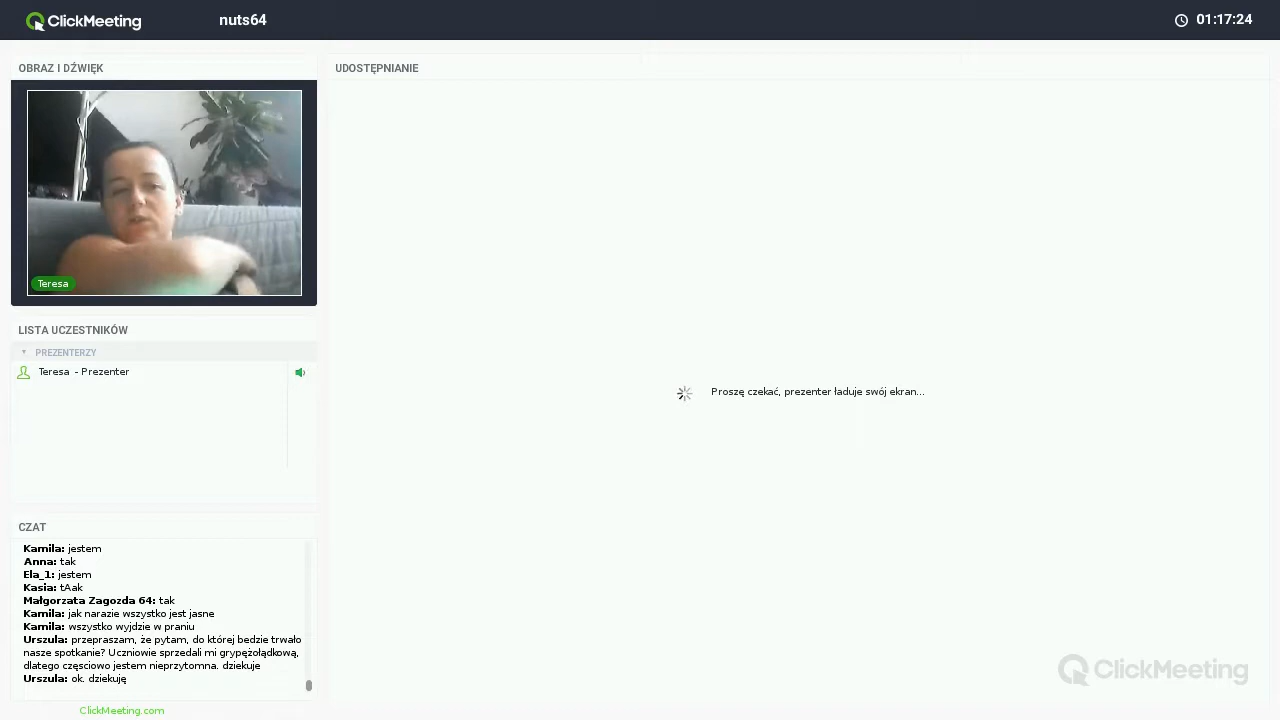 ClickMeeting
nuts64
01:17:24
OBRAZ I DŹWIĘK
Teresa
LISTA UCZESTNIKÓW
PREZENTERZY
Teresa - Prezenter
CZAT
Kamila: jestem
Anna: tak
Ela_1: jestem
Kasia: tAak
Małgorzata Zagozda 64: tak
Kamila: jak narazie wszystko jest jasne
Kamila: wszystko wyjdzie w praniu
Urszula: przepraszam, że pytam, do której bedzie trwało
nasze spotkanie? Uczniowie sprzedali mi grypężołądkową,
dlatego częsciowo jestem nieprzytomna. dziekuje
Urszula: ok. dziekuję
ClickMeeting.com
UDOSTĘPNIANIE
Proszę czekać, prezenter ładuje swój ekran...
ClickMeeting